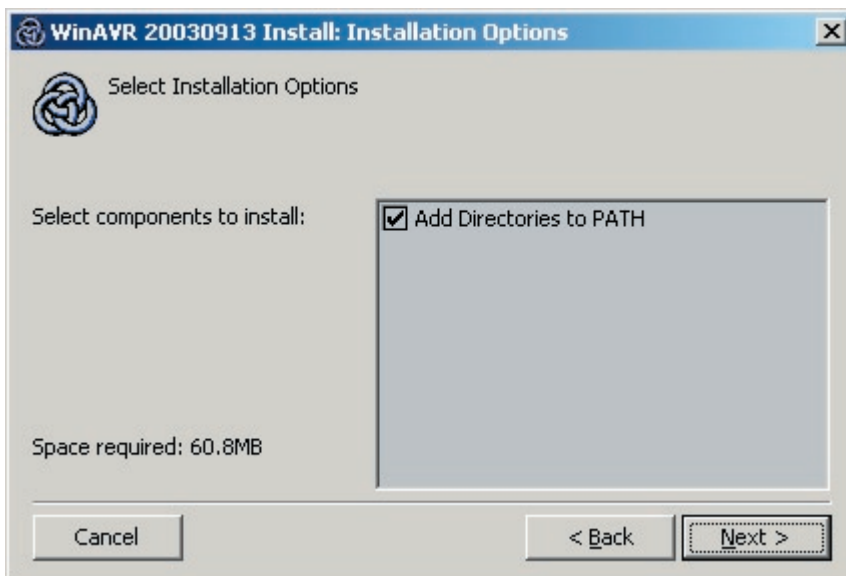 WinAVR 20030913 Install: Installation Options
Select Installation Options
Select components to install:
Add Directories to PATH
Space required: 60.8MB
Cancel
< Back
Next >